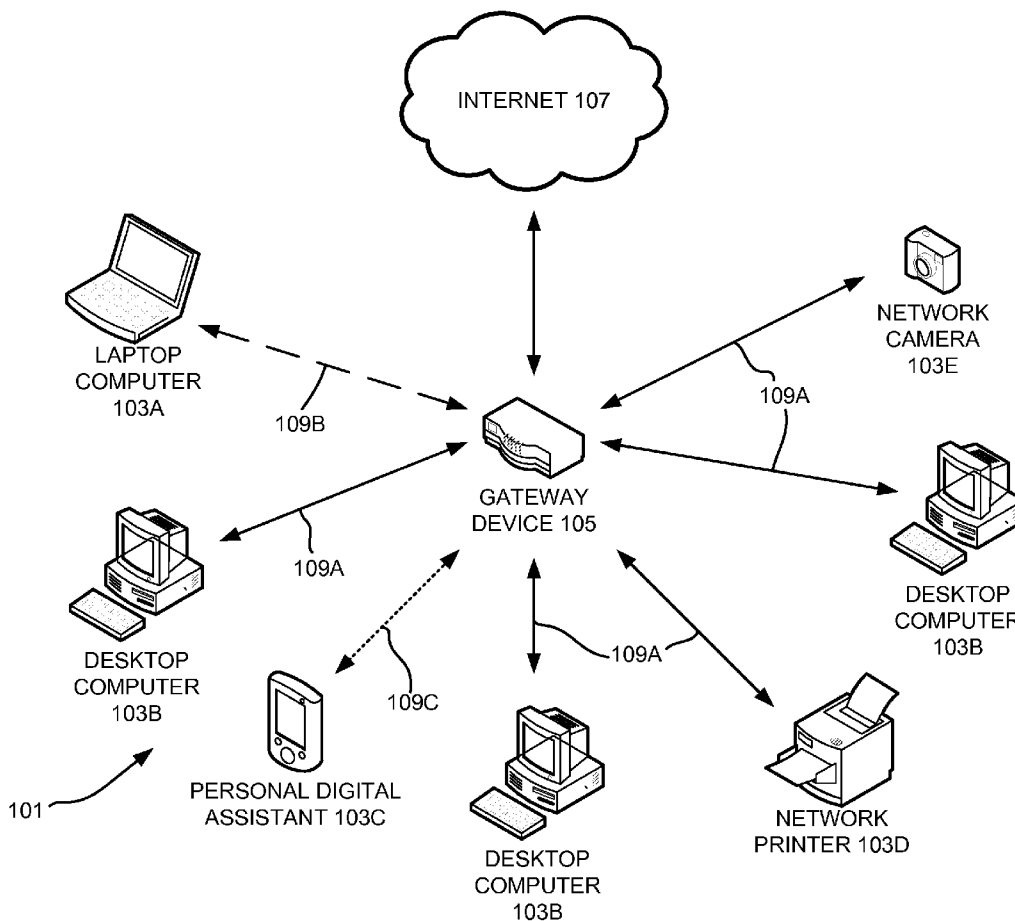 INTERNET 107
LAPTOP
COMPUTER
103A
109B
NETWORK
CAMERA
103E
109A
GATEWAY
DEVICE 105
109A
DESKTOP
COMPUTER
103B
DESKTOP
COMPUTER
103B
109C
109A
101
PERSONAL DIGITAL
ASSISTANT 103C
DESKTOP
COMPUTER
103B
NETWORK
PRINTER 103D